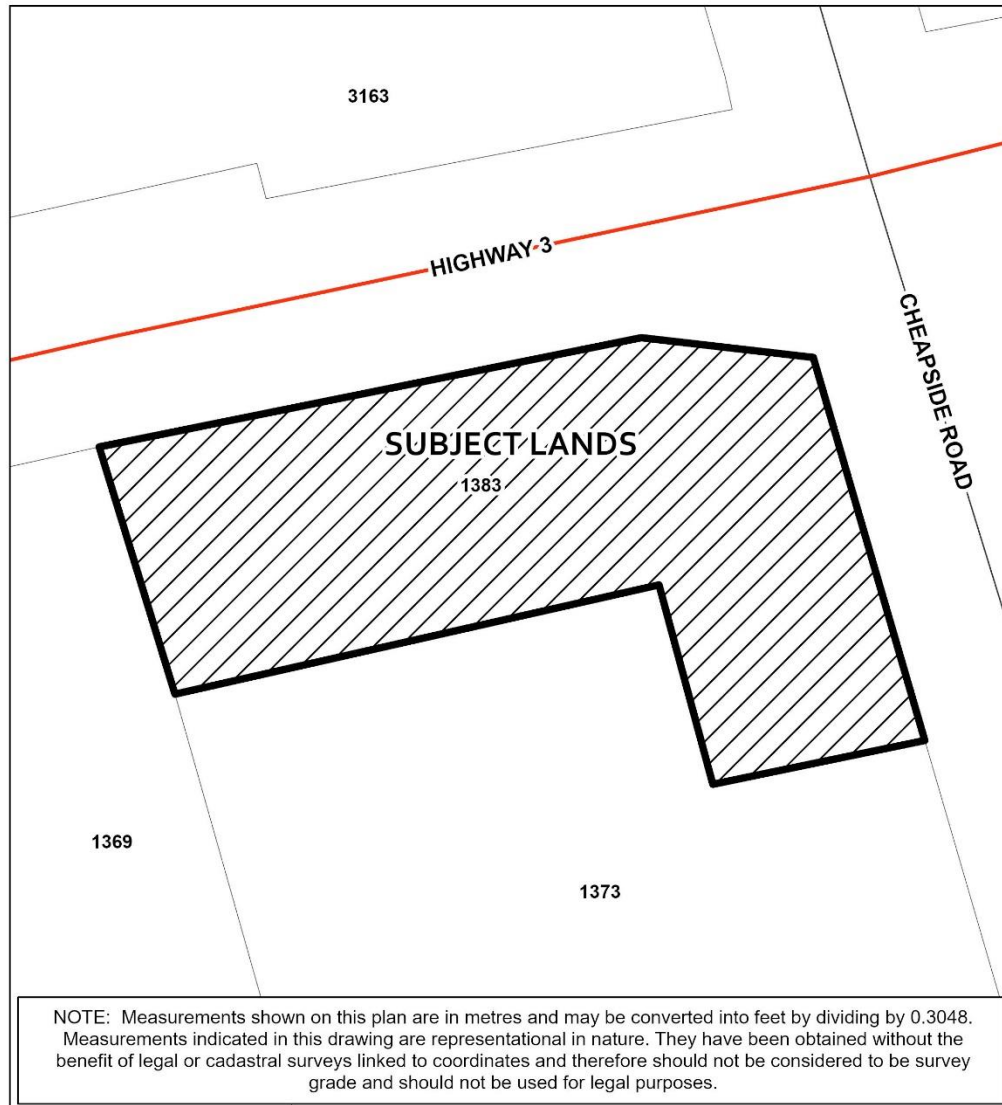 3163
HIGHWAY 3
CHEAPSIDE ROAD
SUBJECT LANDS
1383
1369
1373
NOTE: Measurements shown on this plan are in metres and may be converted into feet by dividing by 0.3048.
Measurements indicated in this drawing are representational in nature. They have been obtained without the
benefit of legal or cadastral surveys linked to coordinates and therefore should not be considered to be survey
grade and should not be used for legal purposes.